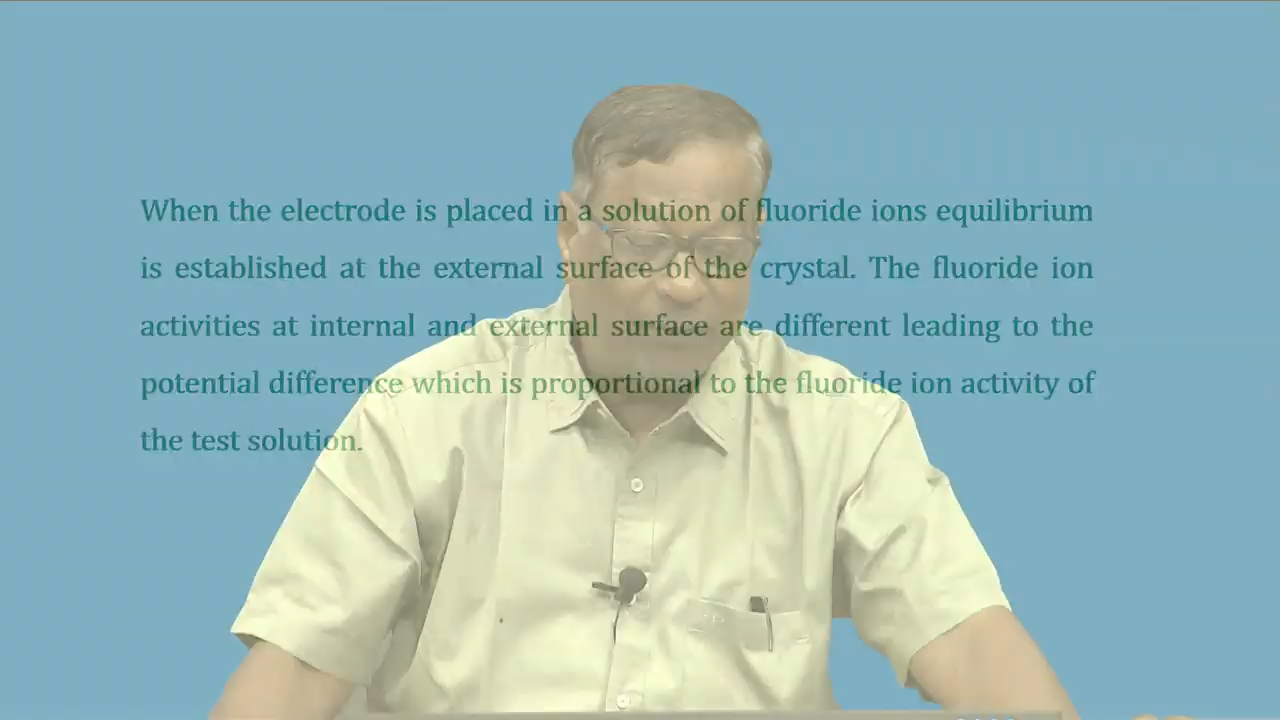 When the electrode is placed in a solution of fluoride ions equilibrium
is established at the external surface of the crystal. The fluoride ion
activities at internal and external surface are different leading to the
potential difference which is proportional to the fluoride ion activity of
the test solution.